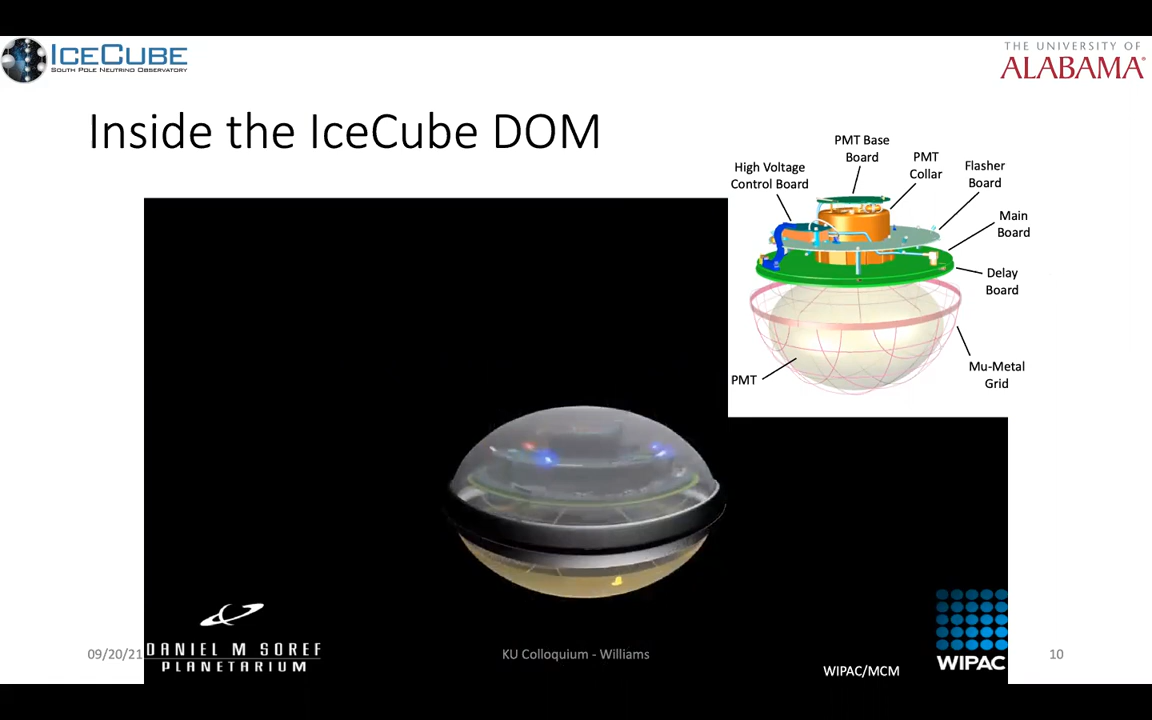 ICECUBE
SOUTH POLE NEUTRINO OBSERVATORY
THE UNIVERSITY OF
ALABAMA
Inside the IceCube DOM
PMT Base
Board
PMT
Collar
High Voltage
Control Board
Flasher
Board
Main
Board
Delay
Board
Mu-Metal
Grid
PMT
09/20/21
DANIEL M SOREF
PLANETARIUM
KU Colloquium - Williams
WIPAC/MCM
WIPAC
10